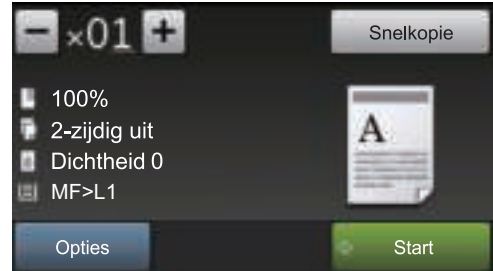 - ×01 +
Snelkopie
100%
2-zijdig uit
Dichtheid 0
MF>L1
A
Opties
Start